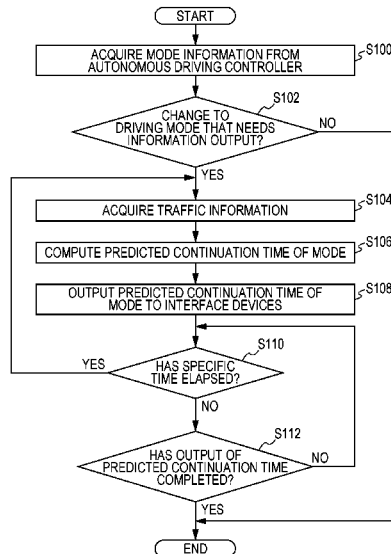 START
ACQUIRE MODE INFORMATION FROM
AUTONOMOUS DRIVING CONTROLLER
S100
CHANGE TO
DRIVING MODE THAT NEEDS
INFORMATION OUTPUT?
S102
NO
YES
ACQUIRE TRAFFIC INFORMATION
S104
COMPUTE PREDICTED CONTINUATION TIME OF MODE
S106
OUTPUT PREDICTED CONTINUATION TIME OF
MODE TO INTERFACE DEVICES
S108
HAS SPECIFIC
TIME ELAPSED?
S110
YES
NO
HAS OUTPUT OF
PREDICTED CONTINUATION TIME
COMPLETED?
S112
NO
YES
END